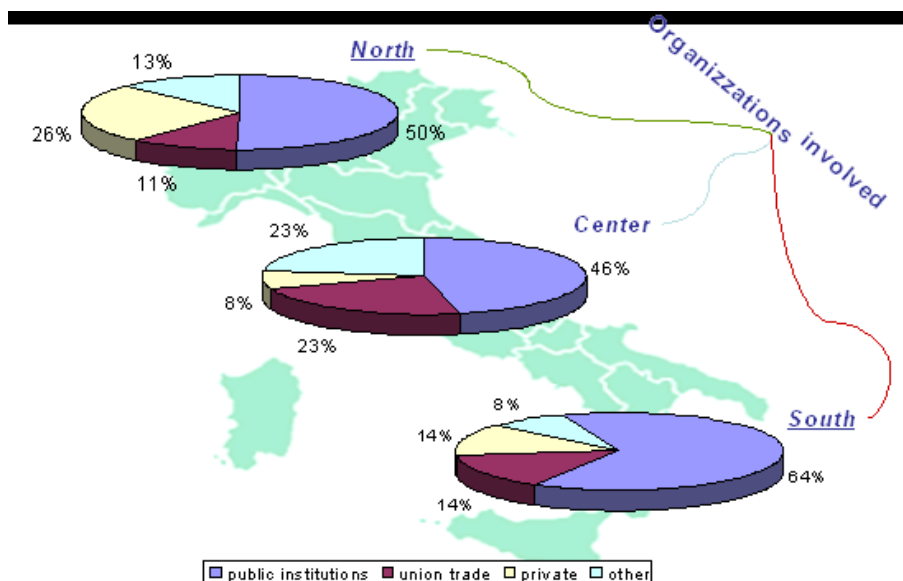 Organizzations involved
North
13%
26%
50%
11%
Center
23%
46%
8%
23%
South
8%
14%
64%
14%
public institutions union trade private other